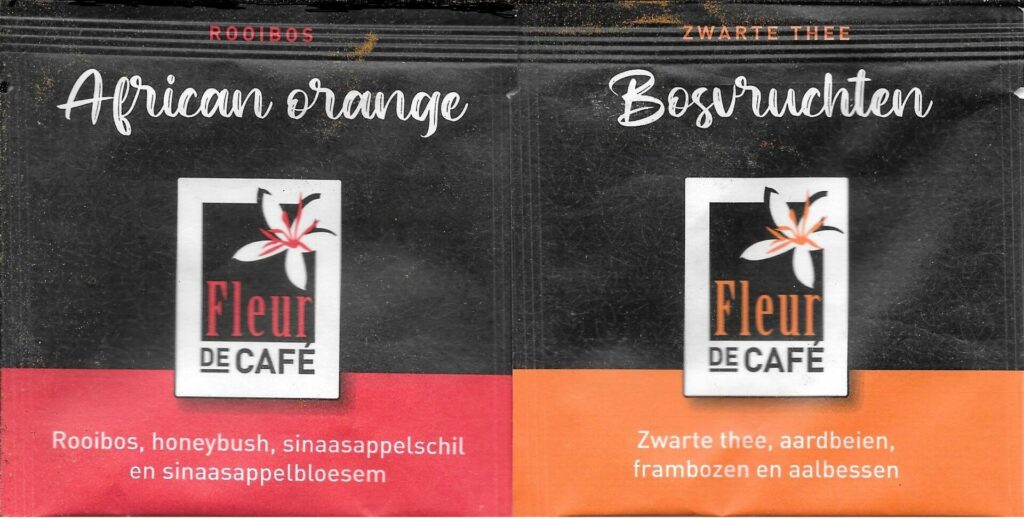 ROOIBOS
African orange
Fleur
DE CAFÉ
Rooibos, honeybush, sinaasappelschil
en sinaasappelbloesem
ZWARTE THEE
Bosvruchten
Fleur
DE CAFÉ
Zwarte thee, aardbeien,
frambozen en aalbessen